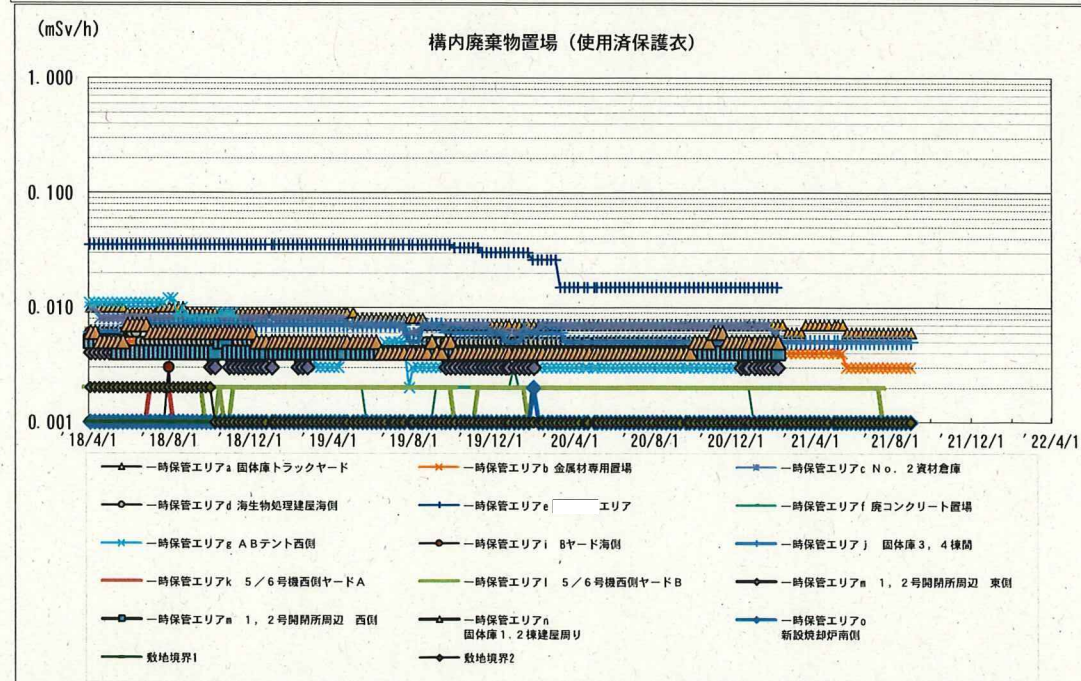 (mSv/h)
構内廃棄物置場（使用済保護衣）
1.000
0.100
0.010
0.001
'18/4/1 '18/8/1 '18/12/1 '19/4/1 '19/8/1 '19/12/1 '20/4/1 '20/8/1 '20/12/1 '21/4/1 '21/8/1 '21/12/1 '22/4/1
一時保管エリアa 固体庫トラックヤード
一時保管エリアb 金属材専用置場
一時保管エリアc No．2資材倉庫
一時保管エリアd 海生物処理建屋海側
一時保管エリアe エリア
一時保管エリアf 廃コンクリート置場
一時保管エリアg ABテント西側
一時保管エリアi Bヤード海側
一時保管エリアj 固体庫3，4棟間
一時保管エリアk 5／6号機西側ヤードA
一時保管エリアl 5／6号機西側ヤードB
一時保管エリアm 1，2号開閉所周辺 東側
一時保管エリアm 1，2号開閉所周辺 西側
一時保管エリアn
固体庫1.2棟建屋周り
一時保管エリアo
新設焼却炉南側
敷地境界1
敷地境界2